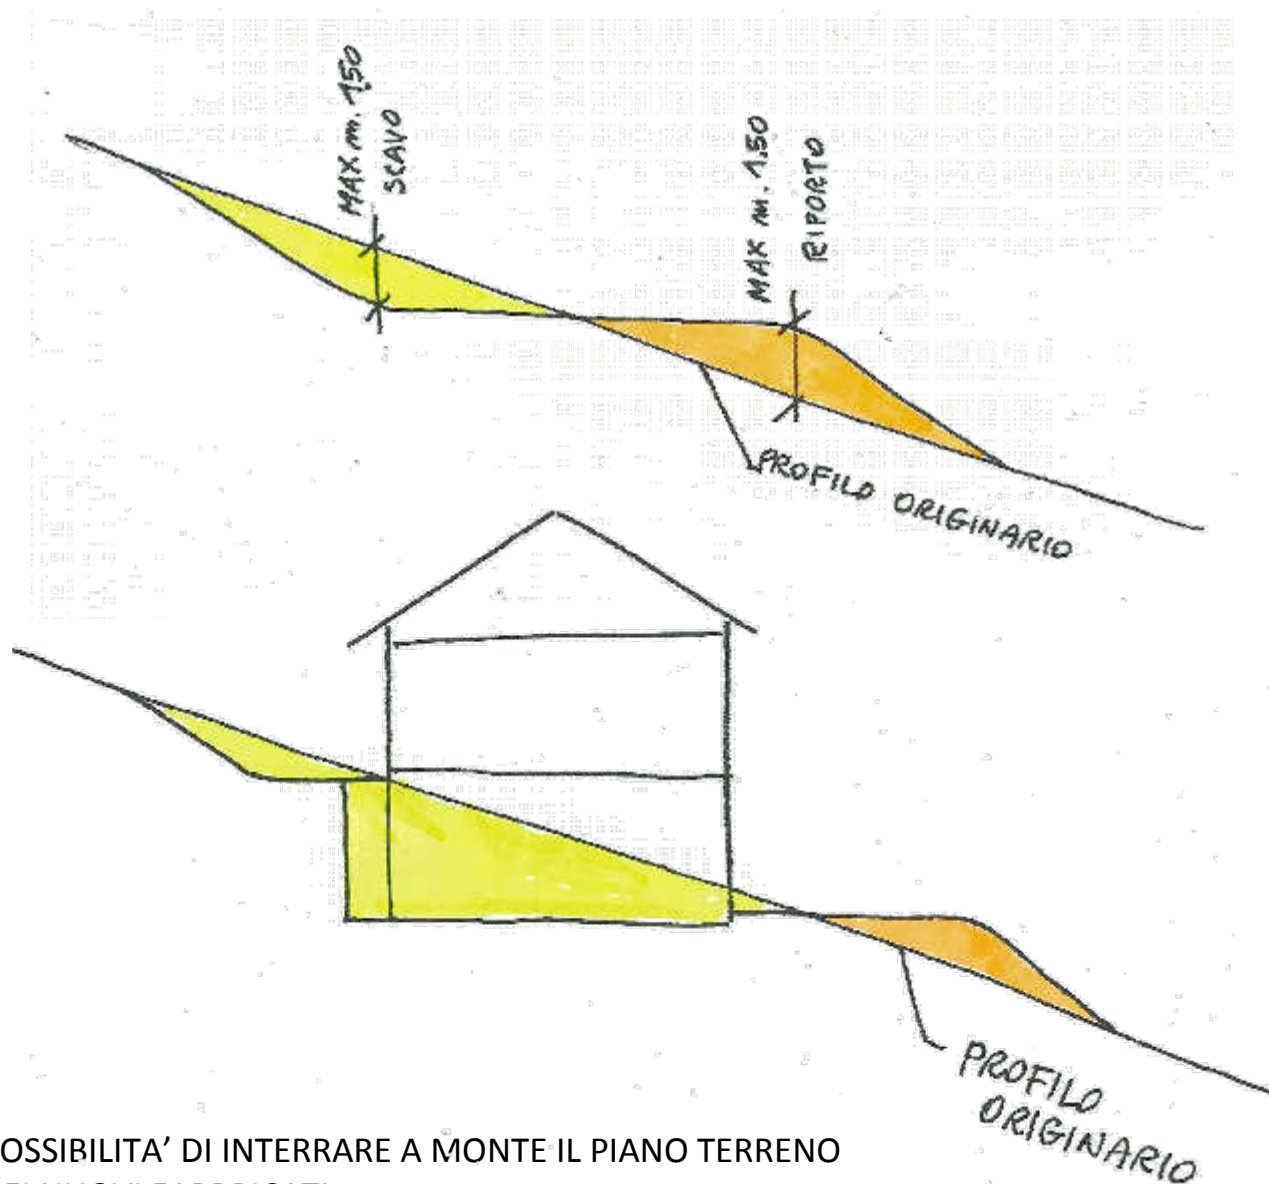 MAX m. 1,50
SCAVO
MAX m. 1,50
RIPORTO
PROFILO ORIGINARIO
PROFILO
ORIGINARIO
OSSIBILITA’ DI INTERRARE A MONTE IL PIANO TERRENO